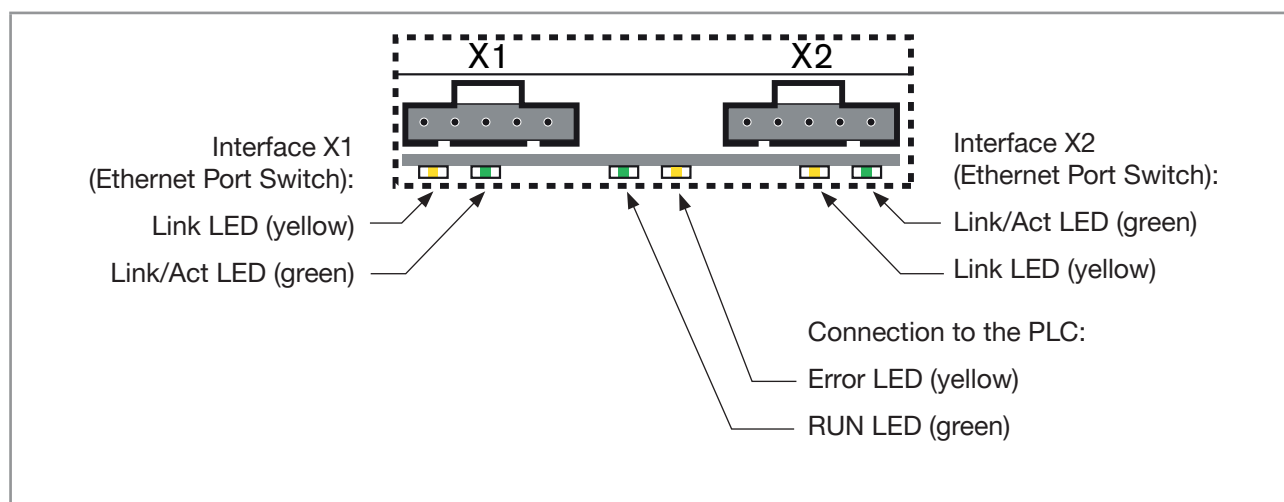 X1
X2
Interface X1
(Ethernet Port Switch):
Link LED (yellow)
Link/Act LED (green)
Interface X2
(Ethernet Port Switch):
Link/Act LED (green)
Link LED (yellow)
Connection to the PLC:
Error LED (yellow)
RUN LED (green)